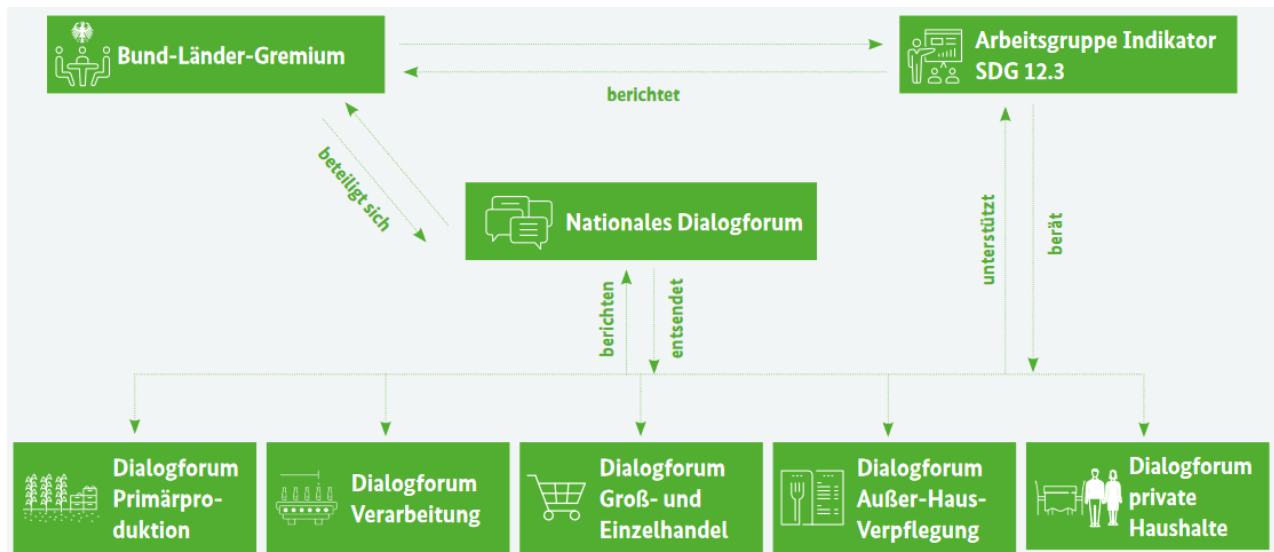 Bund-Länder-Gremium
Arbeitsgruppe Indikator
SDG 12.3
berichtet
beteiligt sich
Nationales Dialogforum
unterstützt
berät
berichten
entsendet
Dialogforum
Primärpro-
duktion
Dialogforum
Verarbeitung
Dialogforum
Groß- und
Einzelhandel
Dialogforum
Außer-Haus-
Verpflegung
Dialogforum
private
Haushalte